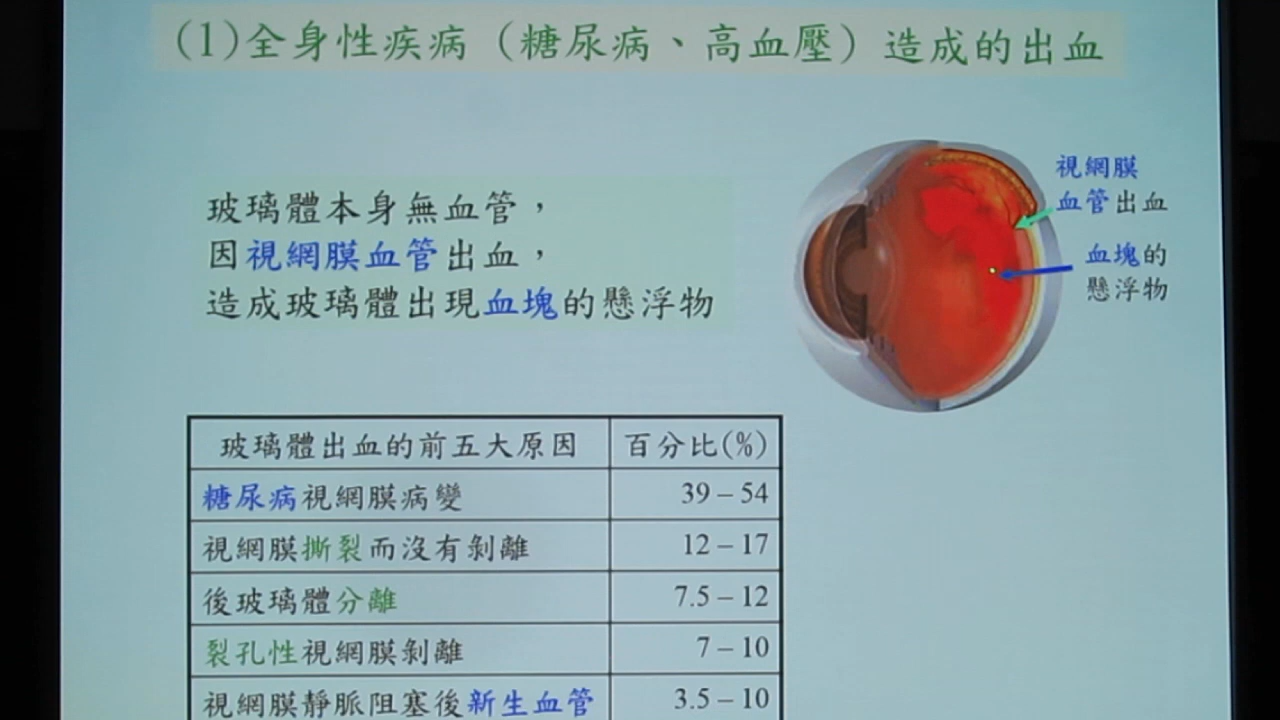 (1)全身性疾病（糖尿病、高血壓）造成的出血
玻璃體本身無血管，
因視網膜血管出血，
造成玻璃體出現血塊的懸浮物
視網膜
血管出血
血塊的
懸浮物
玻璃體出血的前五大原因 百分比(%)
糖尿病視網膜病變 39 – 54
視網膜撕裂而沒有剝離 12 – 17
後玻璃體分離 7.5 – 12
裂孔性視網膜剝離 7 – 10
視網膜靜脈阻塞後新生血管 3.5 – 10